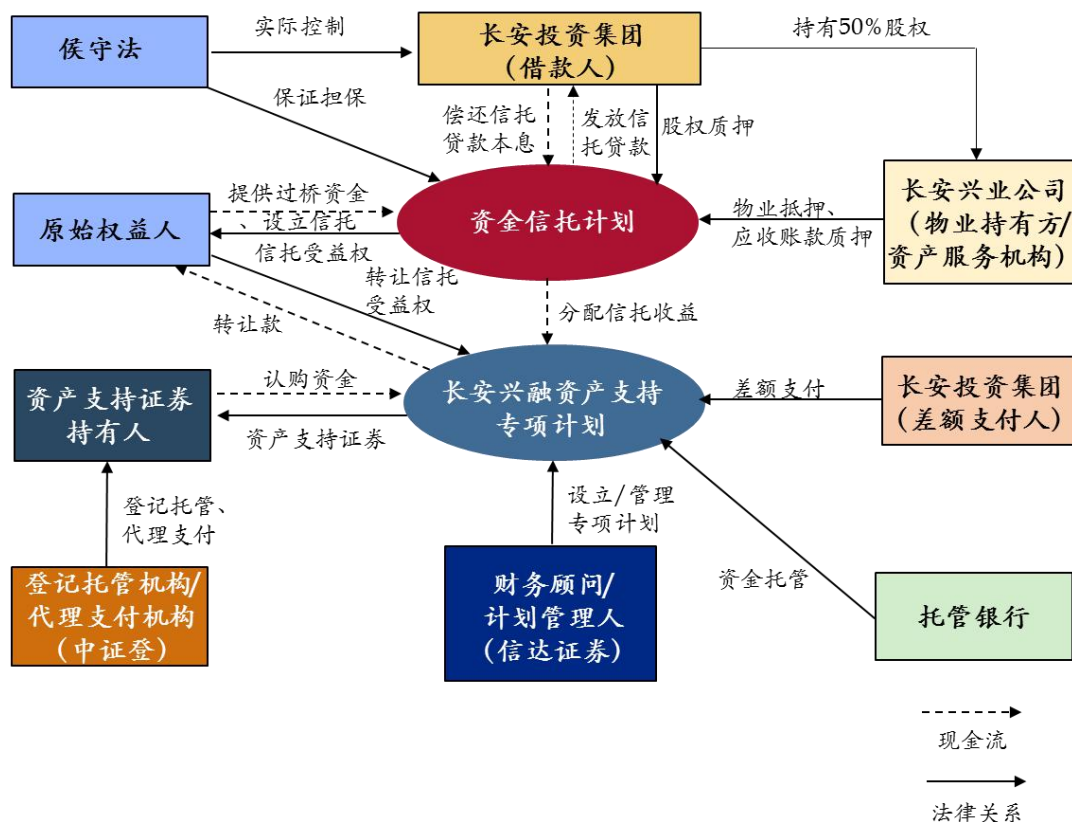 侯守法
实际控制
长安投资集团
（借款人）
持有50%股权
保证担保
偿还信托
贷款本息
发放信
托贷款
股权质押
原始权益人
提供过桥资金
、设立信托
信托受益权
资金信托计划
物业抵押、
应收账款质押
长安兴业公司
（物业持有方/
资产服务机构）
转让信托
受益权
转让款
分配信托收益
资产支持证券
持有人
认购资金
资产支持证券
长安兴融资产支持
专项计划
差额支付
长安投资集团
（差额支付人）
登记托管、
代理支付
设立/管理
专项计划
资金托管
登记托管机构/
代理支付机构
（中证登）
财务顾问/
计划管理人
（信达证券）
托管银行
现金流
法律关系